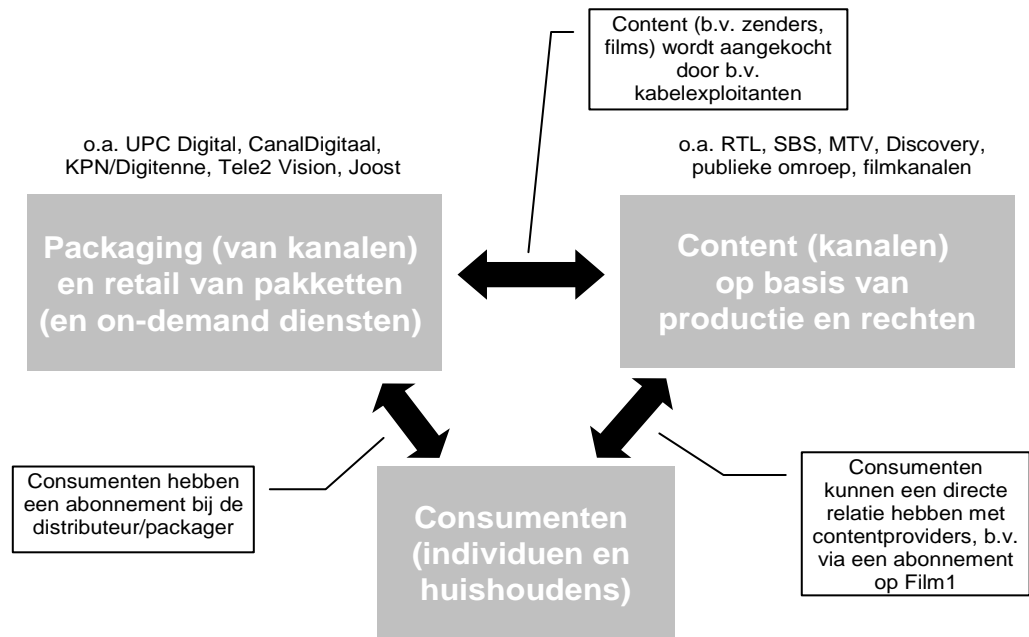 Content (b.v. zenders,
films) wordt aangekocht
door b.v.
kabelexploitanten
o.a. UPC Digital, CanalDigitaal,
KPN/Digitenne, Tele2 Vision, Joost
o.a. RTL, SBS, MTV, Discovery,
publieke omroep, filmkanalen
Packaging (van kanalen)
en retail van pakketten
(en on-demand diensten)
Content (kanalen)
op basis van
productie en rechten
Consumenten hebben
een abonnement bij de
distributeur/packager
Consumenten
(individuen en
huishoudens)
Consumenten
kunnen een directe
relatie hebben met
contentproviders, b.v.
via een abonnement
op Film1